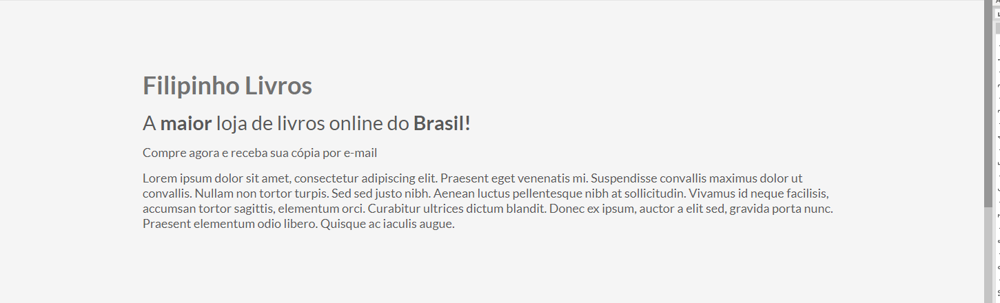 Filipinho Livros
A maior loja de livros online do Brasil!
Compre agora e receba sua cópia por e-mail
Lorem ipsum dolor sit amet, consectetur adipiscing elit. Praesent eget venenatis mi. Suspendisse convallis maximus dolor ut
convallis. Nullam non tortor turpis. Sed sed justo nibh. Aenean luctus pellentesque nibh at sollicitudin. Vivamus id neque facilisis,
accumsan tortor sagittis, elementum orci. Curabitur ultrices dictum blandit. Donec ex ipsum, auctor a elit sed, gravida porta nunc.
Praesent elementum odio libero. Quisque ac iaculis augue.